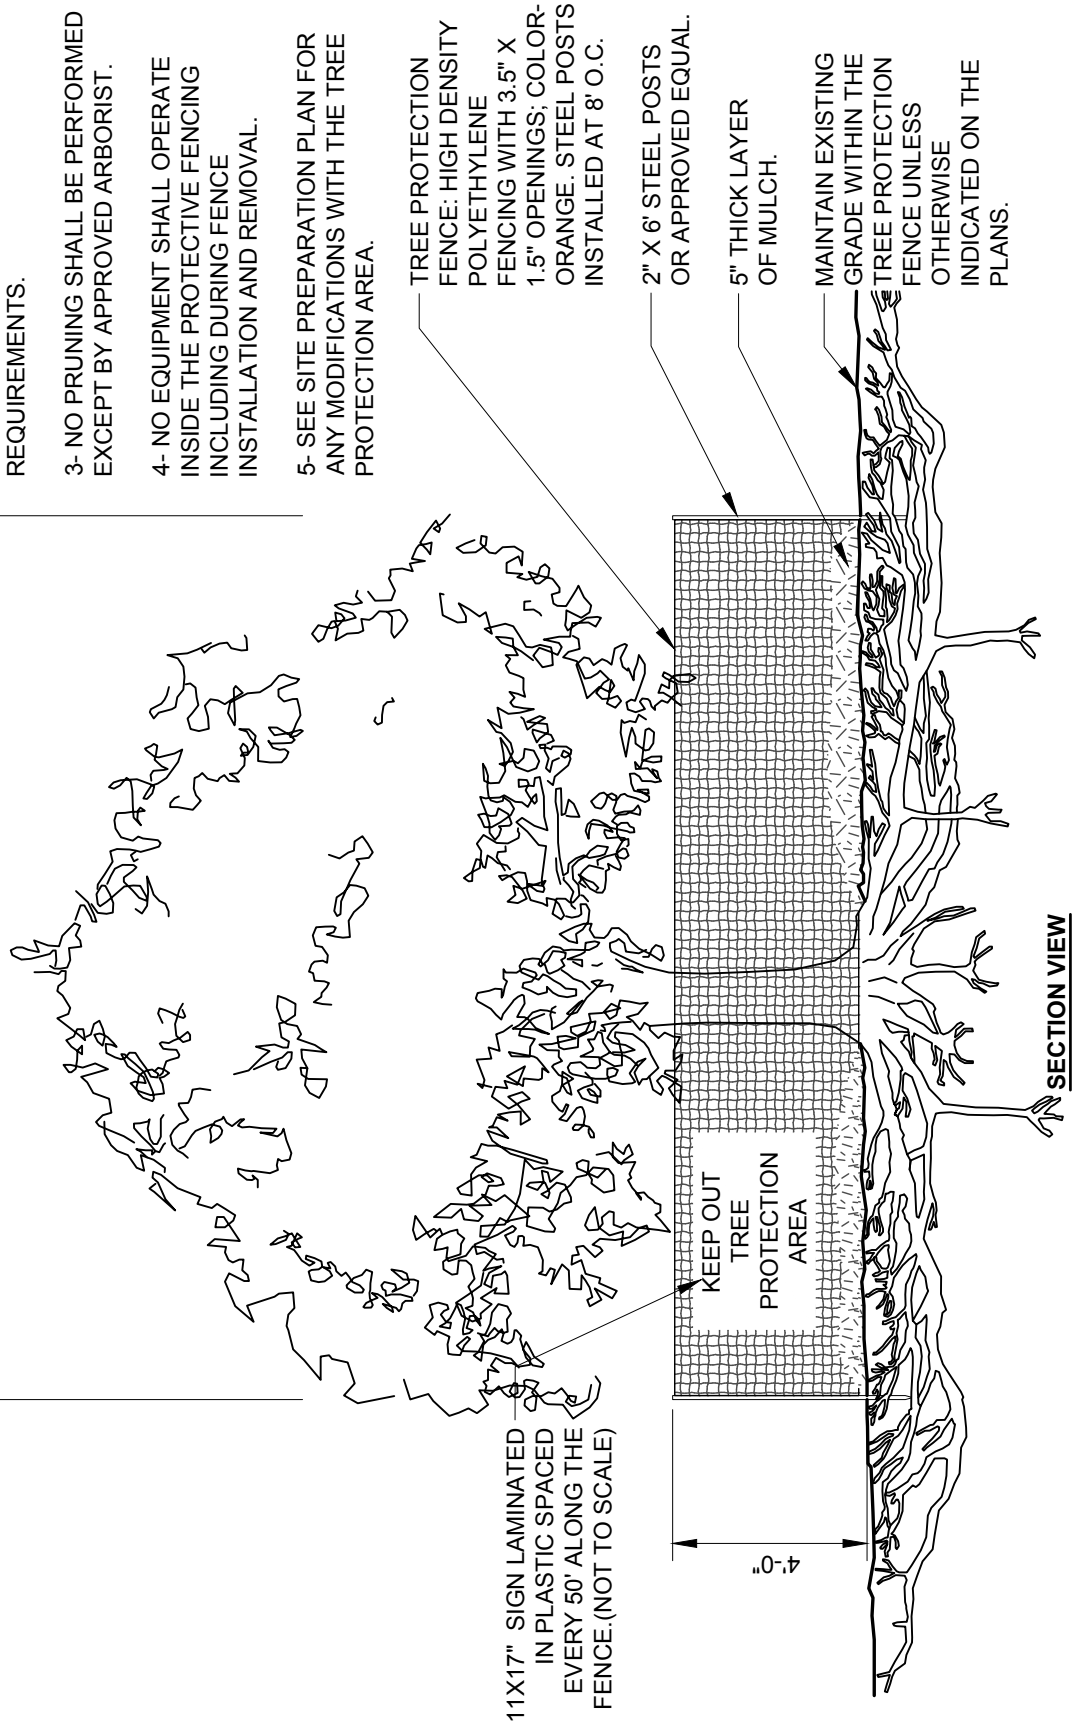 REQUIREMENTS.
3- NO PRUNING SHALL BE PERFORMED
EXCEPT BY APPROVED ARBORIST.
4- NO EQUIPMENT SHALL OPERATE
INSIDE THE PROTECTIVE FENCING
INCLUDING DURING FENCE
INSTALLATION AND REMOVAL.
5- SEE SITE PREPARATION PLAN FOR
ANY MODIFICATIONS WITH THE TREE
PROTECTION AREA.
TREE PROTECTION
FENCE: HIGH DENSITY
POLYETHYLENE
FENCING WITH 3.5" X
1.5" OPENINGS; COLOR-
ORANGE. STEEL POSTS
INSTALLED AT 8' O.C.
2" X 6' STEEL POSTS
OR APPROVED EQUAL.
5" THICK LAYER
OF MULCH.
MAINTAIN EXISTING
GRADE WITHIN THE
TREE PROTECTION
FENCE UNLESS
OTHERWISE
INDICATED ON THE
PLANS.
11X17" SIGN LAMINATED
IN PLASTIC SPACED
EVERY 50' ALONG THE
FENCE.(NOT TO SCALE)
KEEP OUT
TREE
PROTECTION
AREA
4'-0"
SECTION VIEW